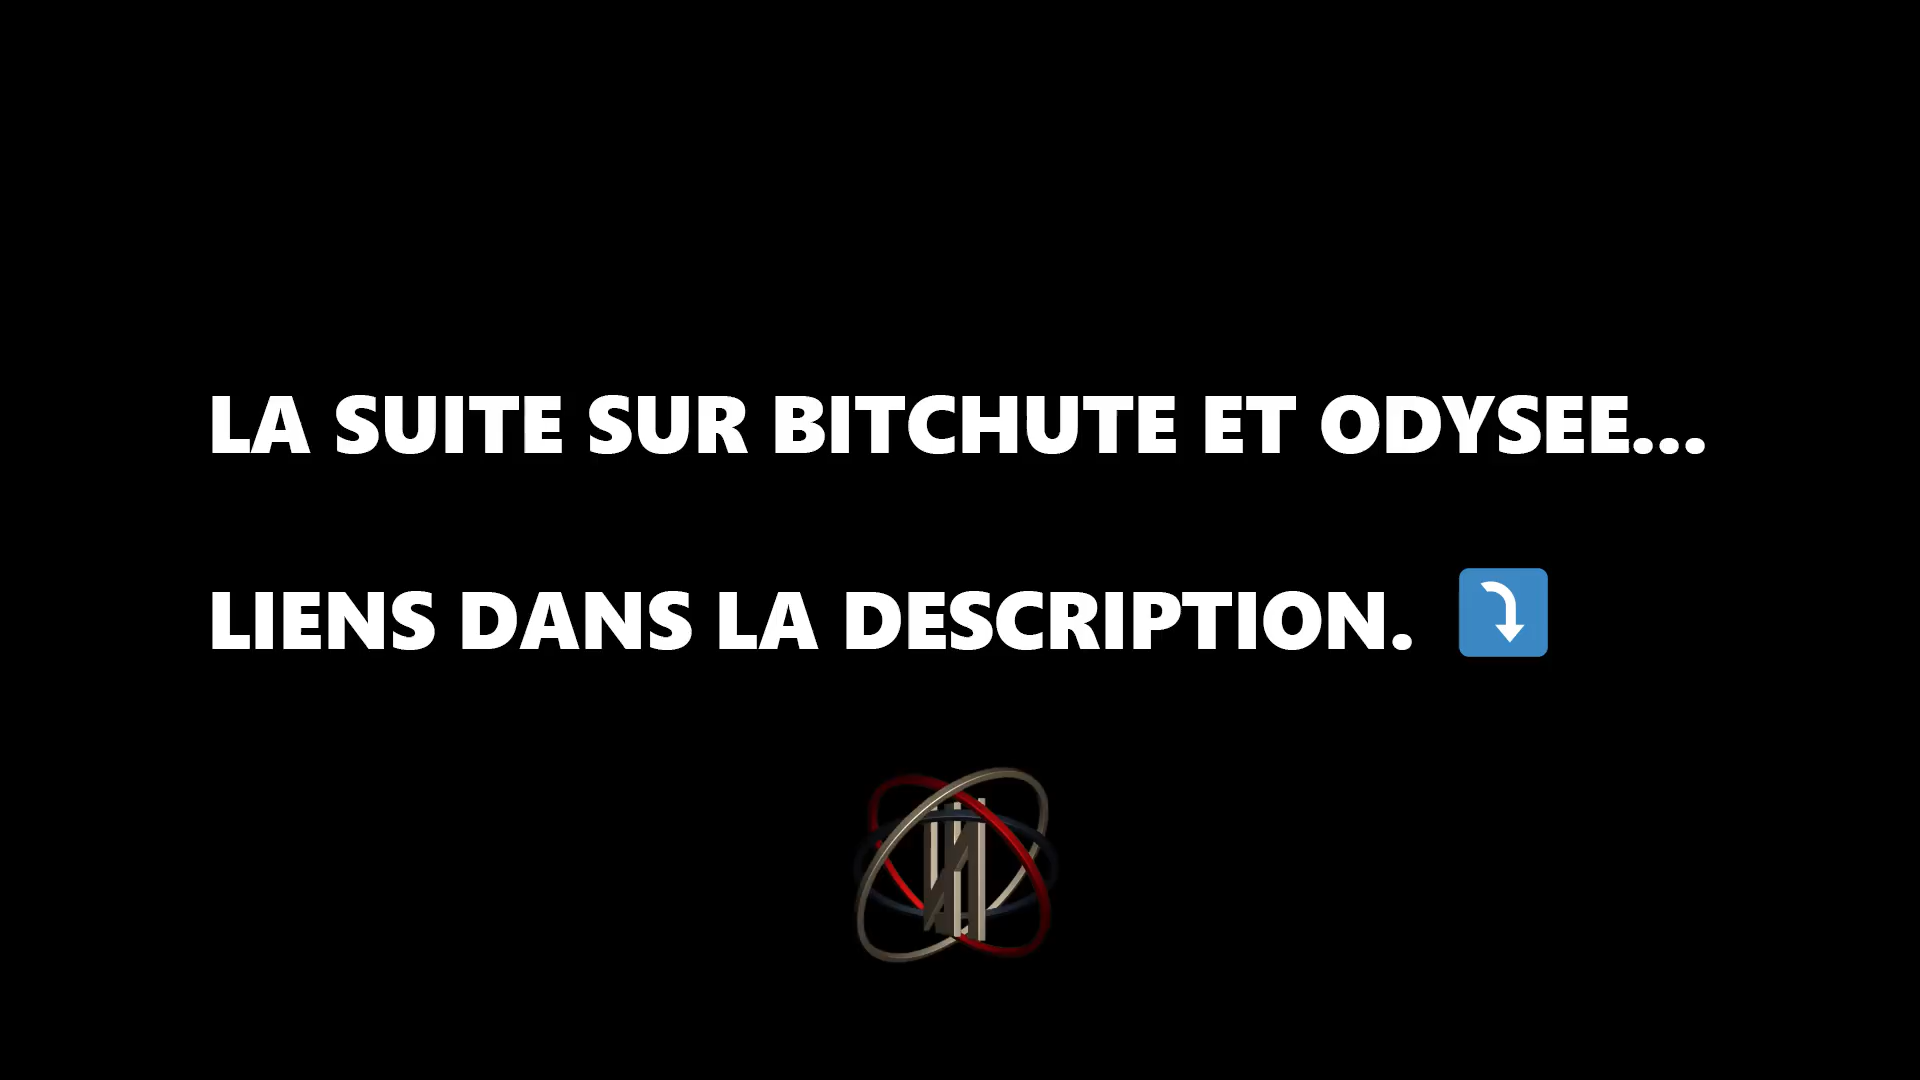 LA SUITE SUR BITCHUTE ET ODYSEE...
LIENS DANS LA DESCRIPTION. ⤵️